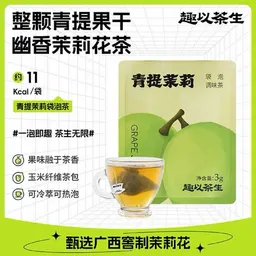 整颗青提果干
幽香茉莉花茶
趣以茶生
约11
Kcal/袋
青提茉莉袋泡茶
#一泡即趣 茶生无限#
果味融于茶香
玉米纤维茶包
可冷萃可热泡
青提茉莉
袋泡
调味茶
GRAPE
净含量:3g
趣以茶生
甄选广西窨制茉莉花